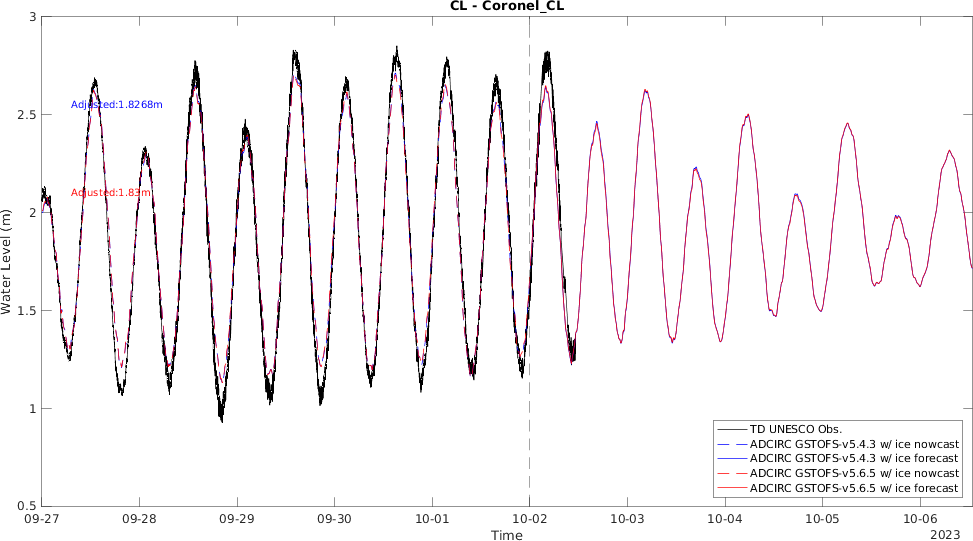 CL - Coronel_CL
3
2.5
2
1.5
1
0.5
Water Level (m)
Adjusted:1.8268m
Adjusted:1.83m
TD UNESCO Obs.
ADCIRC GSTOFS-v5.4.3 w/ ice nowcast
ADCIRC GSTOFS-v5.4.3 w/ ice forecast
ADCIRC GSTOFS-v5.6.5 w/ ice nowcast
ADCIRC GSTOFS-v5.6.5 w/ ice forecast
09-27 09-28 09-29 09-30 10-01 10-02 10-03 10-04 10-05 10-06
Time
2023